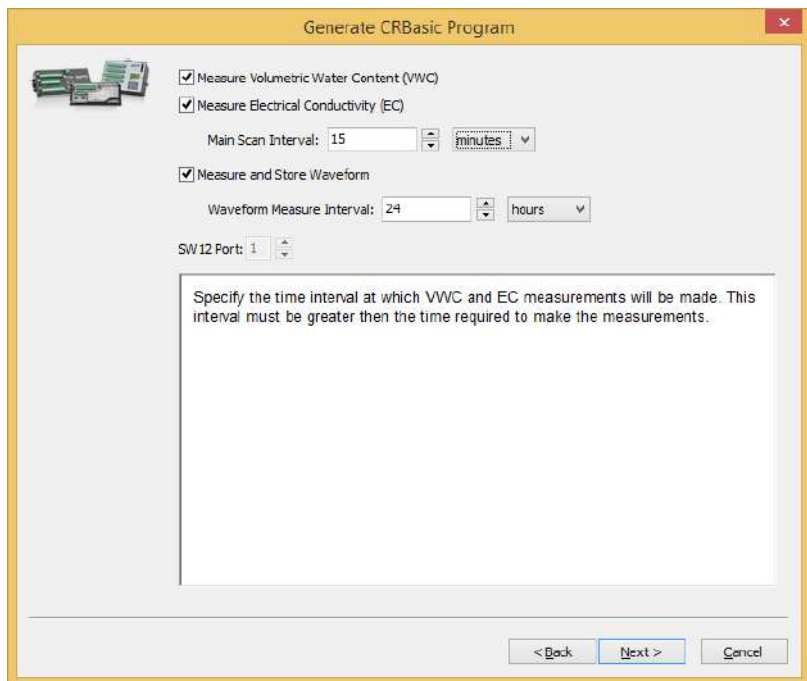 Generate CRBasic Program
Measure Volumetric Water Content (VWC)
Measure Electrical Conductivity (EC)
Main Scan Interval: 15 minutes
Measure and Store Waveform
Waveform Measure Interval: 24 hours
SW12 Port: 1
Specify the time interval at which VWC and EC measurements will be made. This
interval must be greater then the time required to make the measurements.
< Back Next > Cancel